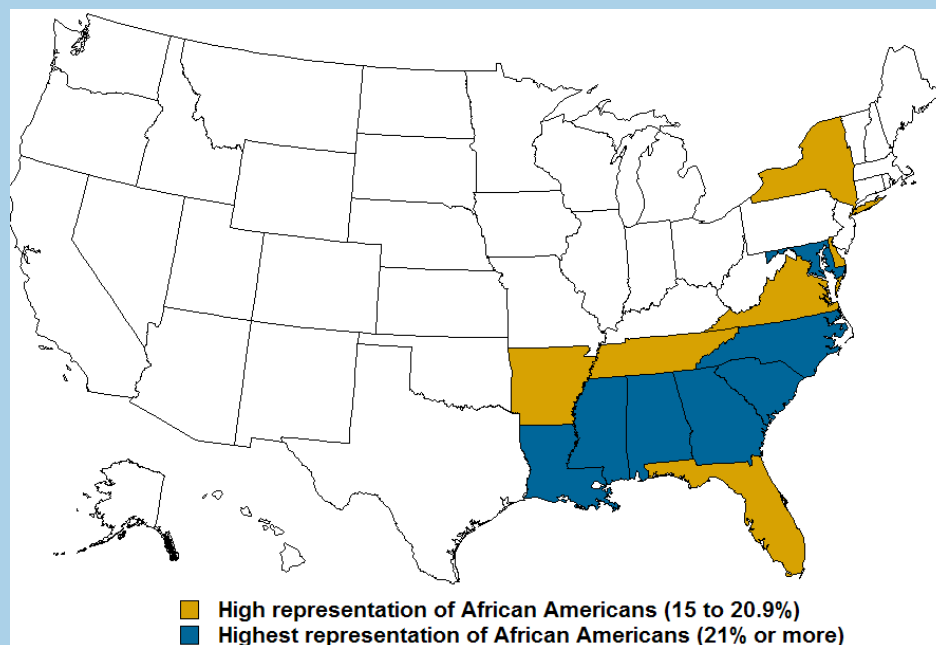 High representation of African Americans (15 to 20.9%)
Highest representation of African Americans (21% or more)